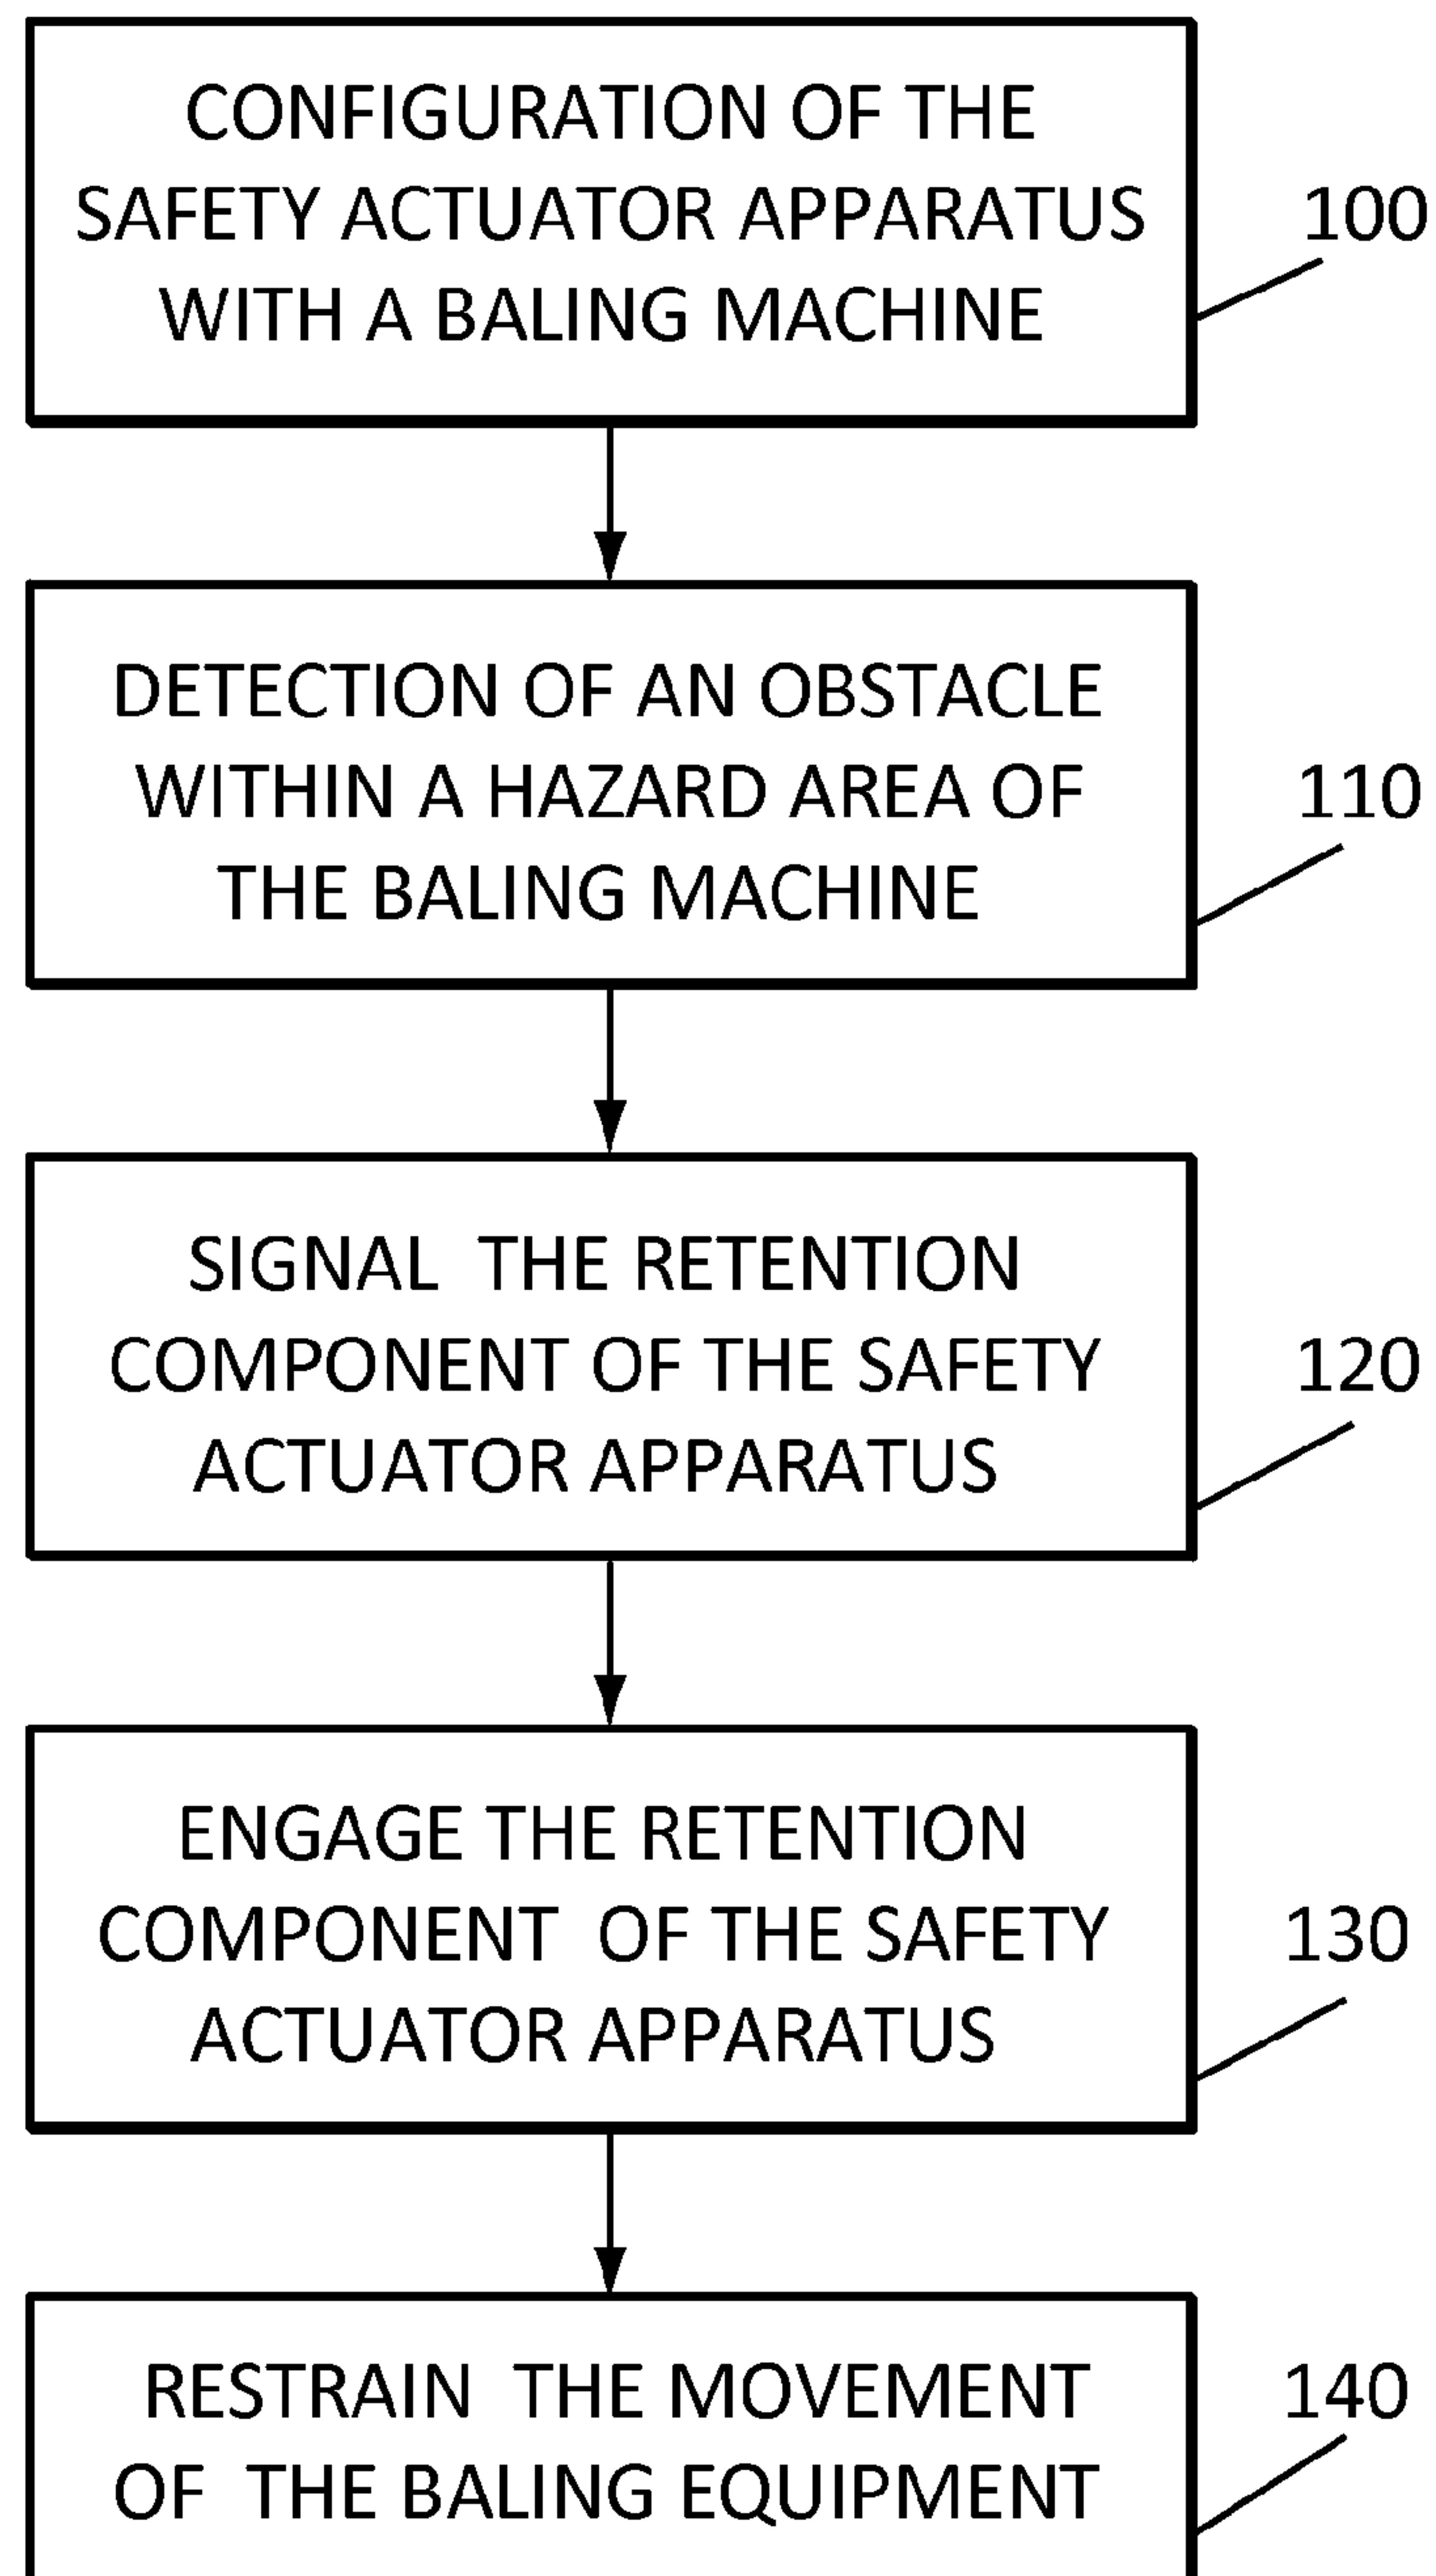 CONFIGURATION OF THE
SAFETY ACTUATOR APPARATUS
WITH A BALING MACHINE
100
DETECTION OF AN OBSTACLE
WITHIN A HAZARD AREA OF
THE BALING MACHINE
110
SIGNAL THE RETENTION
COMPONENT OF THE SAFETY
ACTUATOR APPARATUS
120
ENGAGE THE RETENTION
COMPONENT OF THE SAFETY
ACTUATOR APPARATUS
130
RESTRAIN THE MOVEMENT
OF THE BALING EQUIPMENT
140